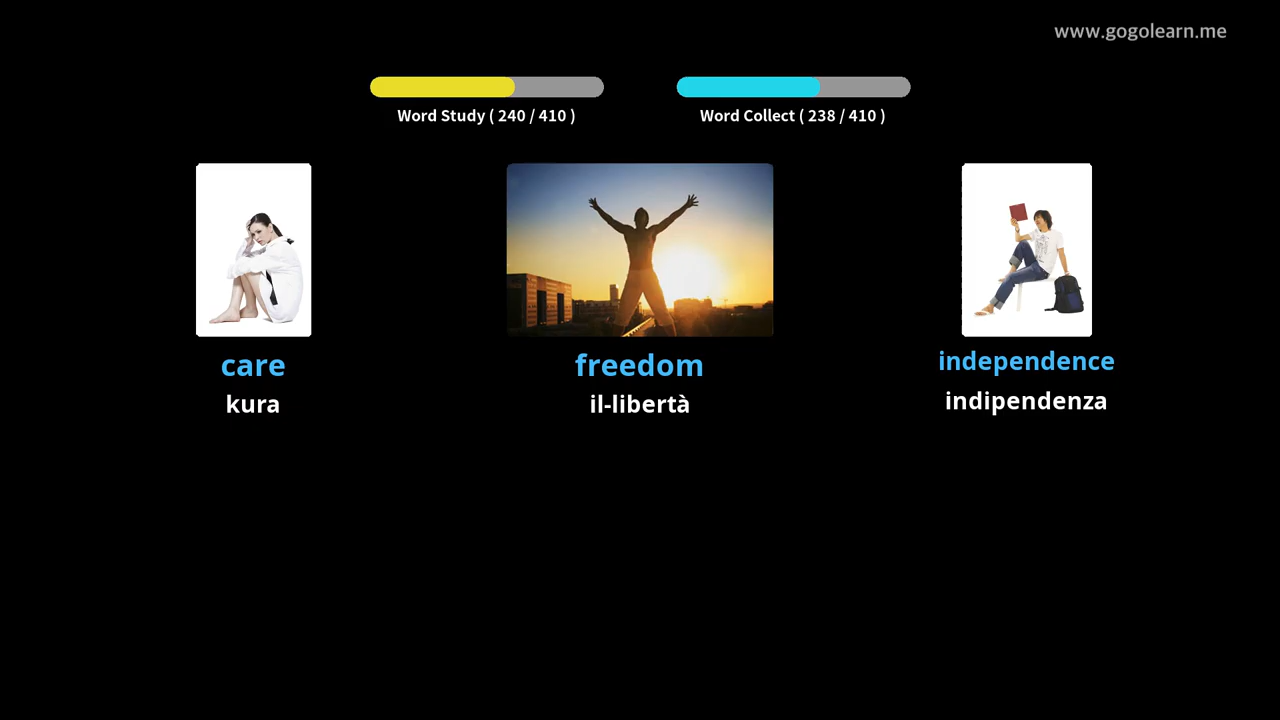 www.gogolearn.me
Word Study ( 240 / 410 )
Word Collect ( 238 / 410 )
care
kura
freedom
il-libertà
independence
indipendenza